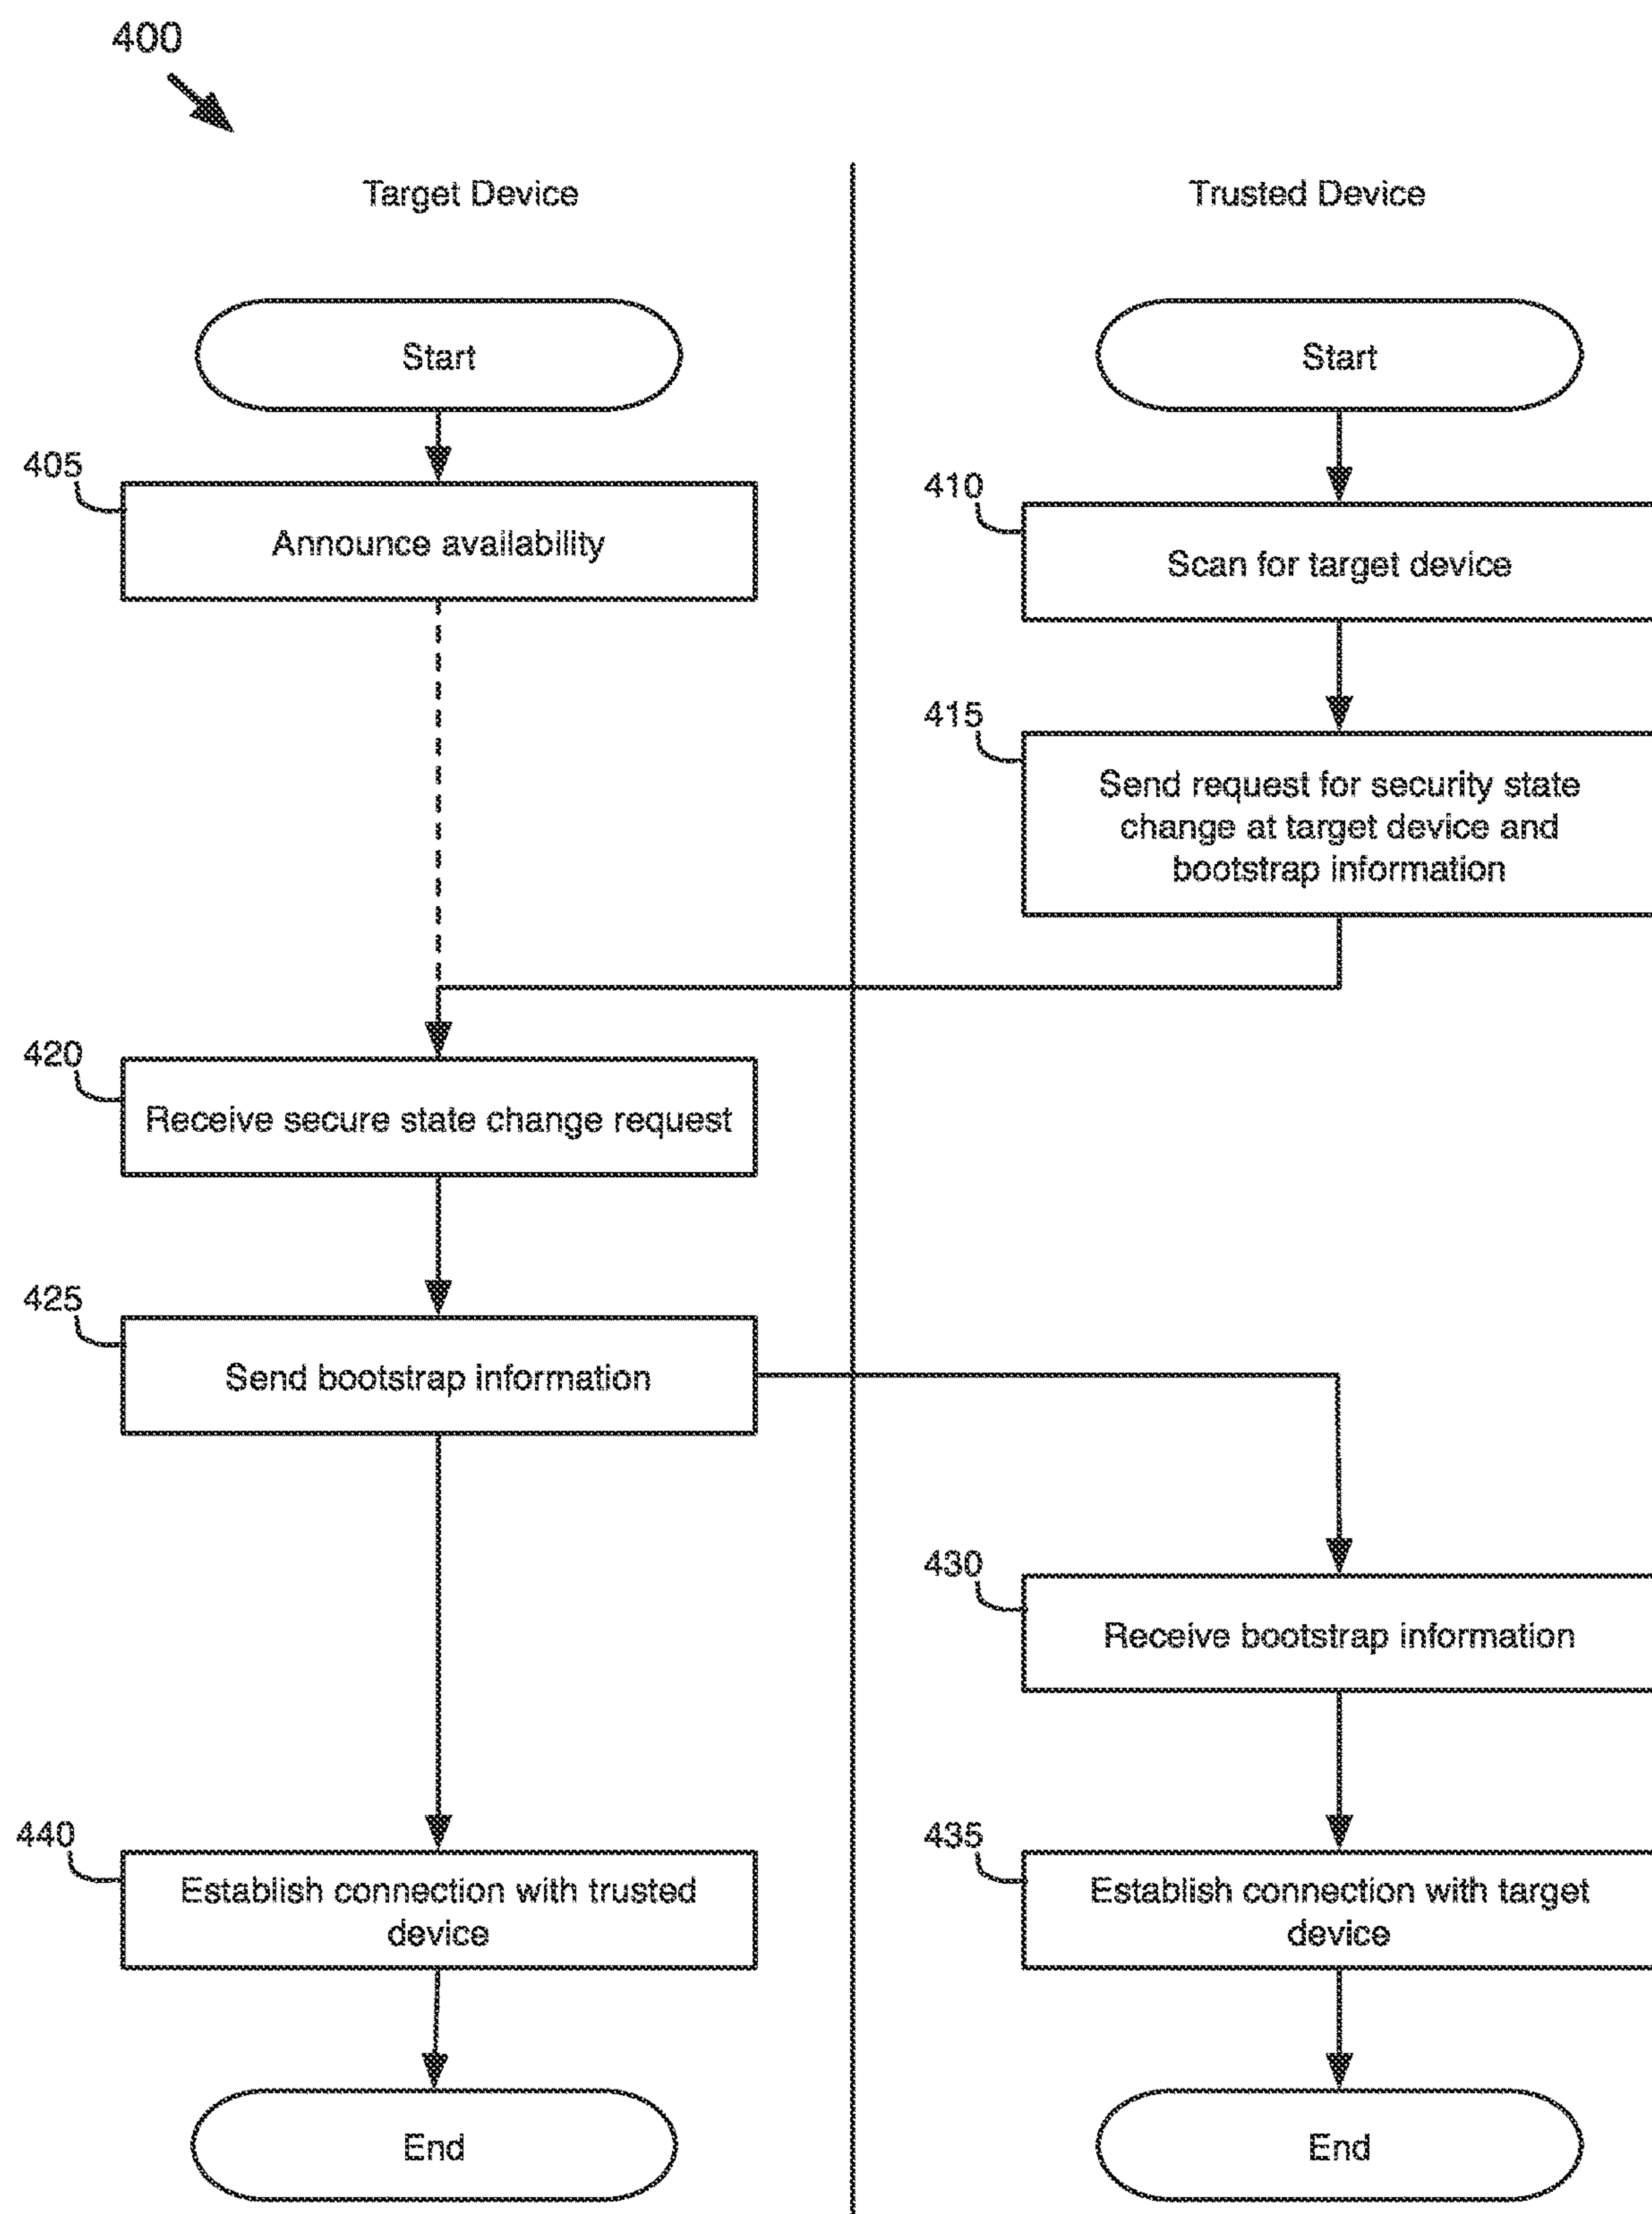 400
Target Device
Trusted Device
Start
Start
405
Announce availability
410
Scan for target device
415
Send request for security state
change at target device and
bootstrap information
420
Receive secure state change request
425
Send bootstrap information
430
Receive bootstrap information
440
Establish connection with trusted
device
435
Establish connection with target
device
End
End